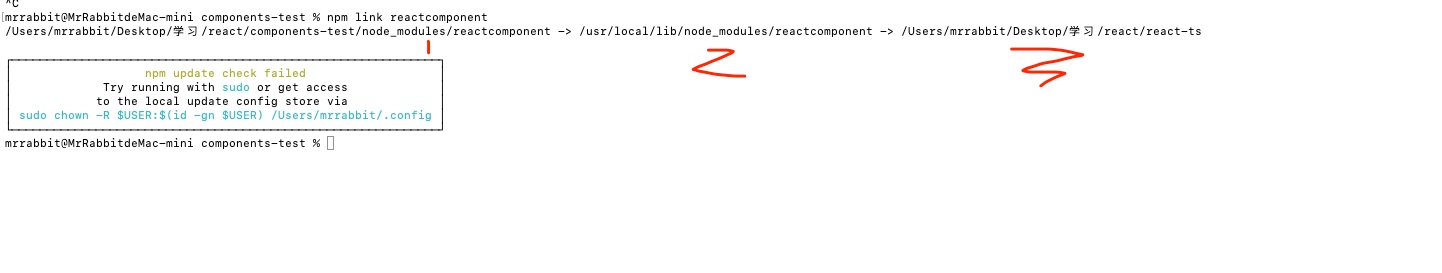 ^C
mrrabbit@MrRabbitdeMac-mini components-test % npm link reactcomponent
/Users/mrrabbit/Desktop/学习/react/components-test/node_modules/reactcomponent -> /usr/local/lib/node_modules/reactcomponent -> /Users/mrrabbit/Desktop/学习/react/react-ts
1 2 3
npm update check failed
Try running with sudo or get access
to the local update config store via
sudo chown -R $USER:$(id -gn $USER) /Users/mrrabbit/.config
mrrabbit@MrRabbitdeMac-mini components-test %